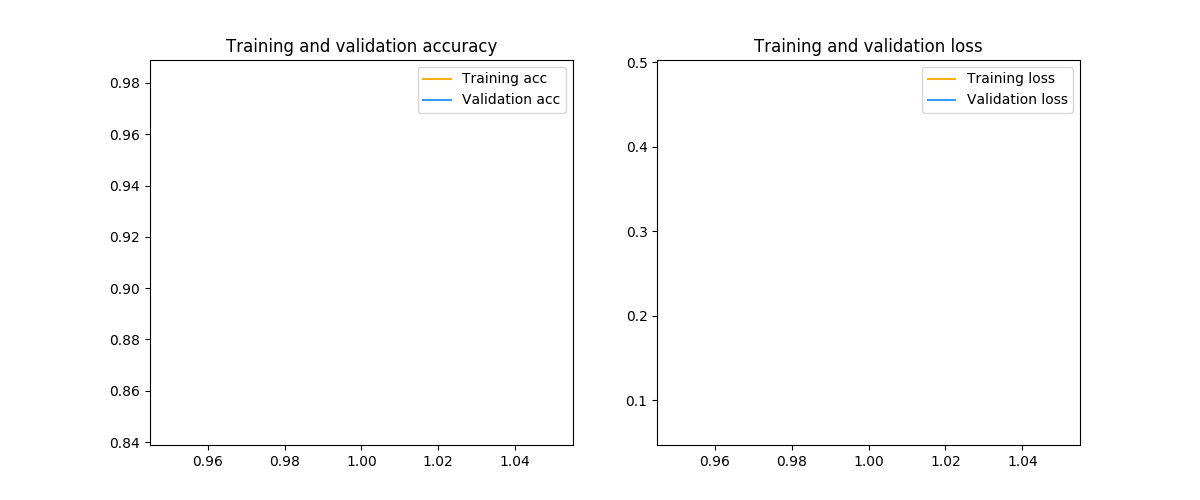 Training and validation accuracy
Training acc
Validation acc
0.98
0.96
0.94
0.92
0.90
0.88
0.86
0.84
0.96 0.98 1.00 1.02 1.04
Training and validation loss
Training loss
Validation loss
0.5
0.4
0.3
0.2
0.1
0.96 0.98 1.00 1.02 1.04